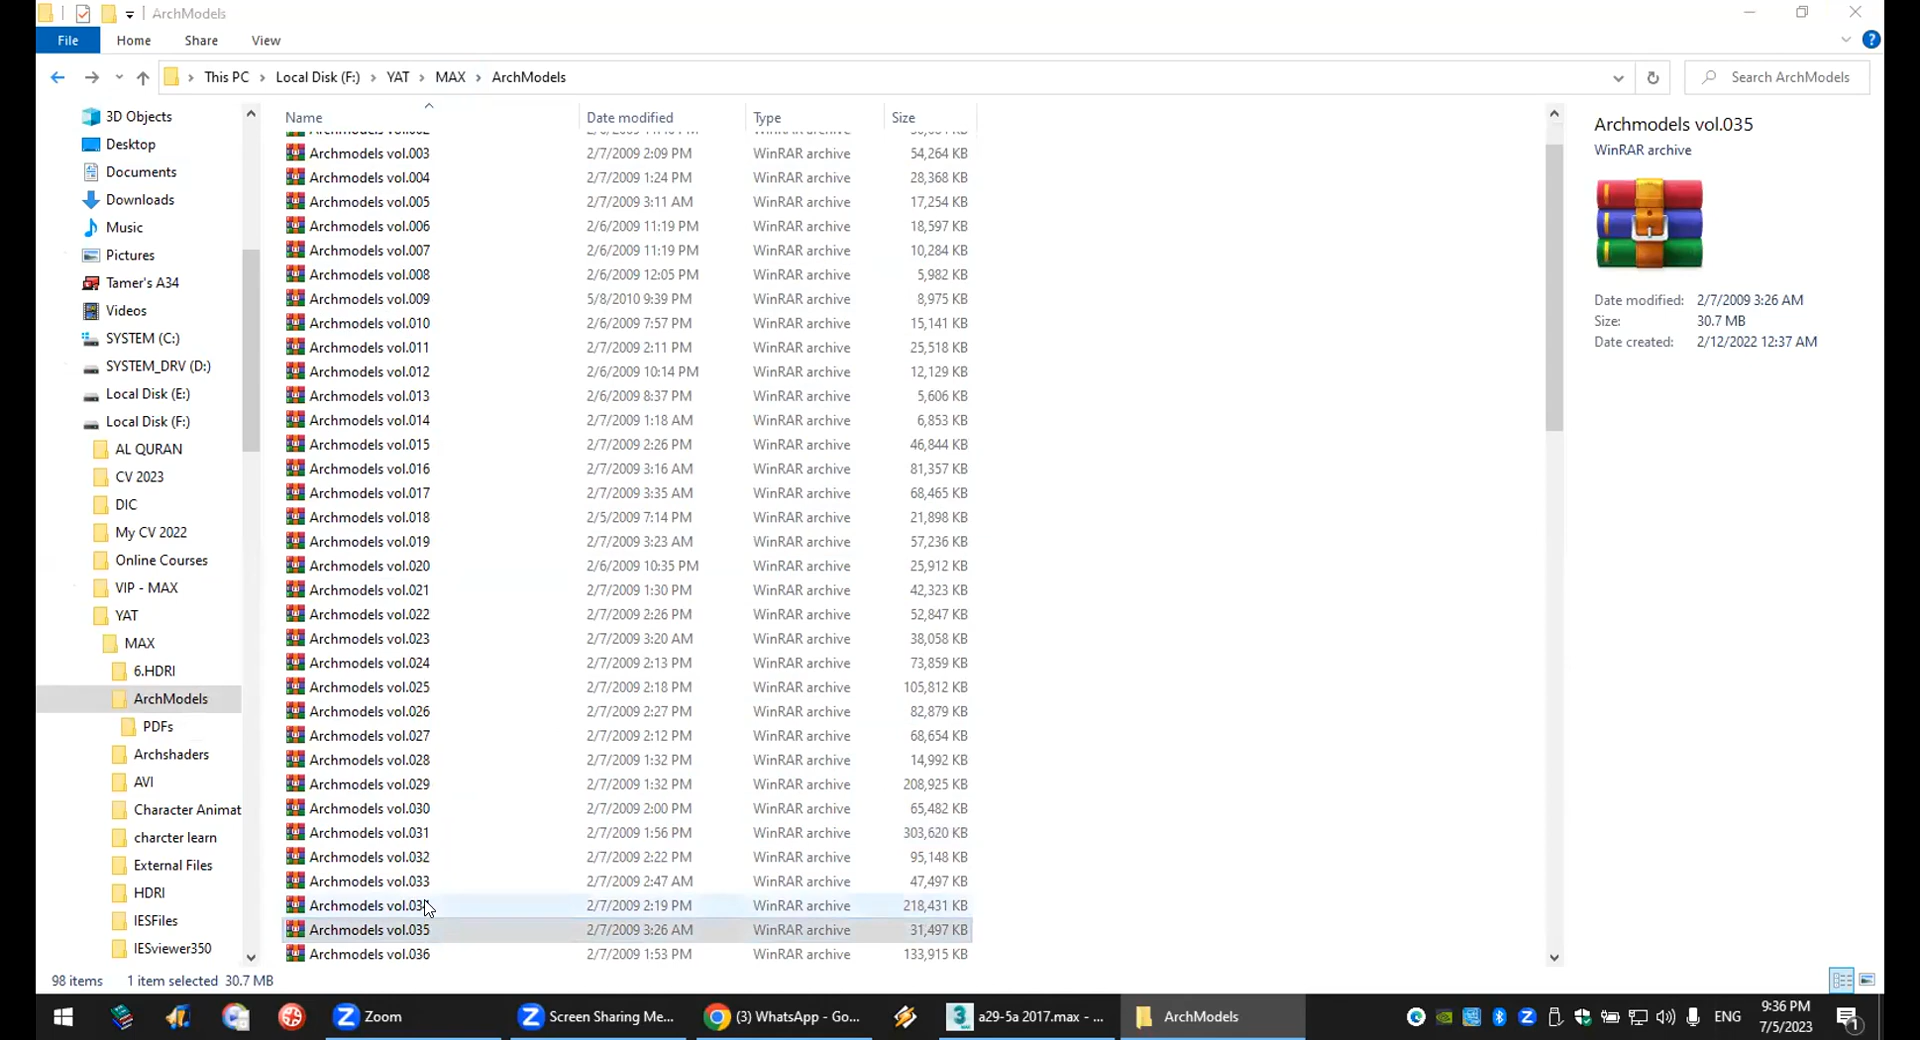 ArchModels
File Home Share View
This PC Local Disk (F:) YAT MAX ArchModels Search ArchModels
3D Objects
Desktop
Documents
Downloads
Music
Pictures
Tamer's A34
Videos
SYSTEM (C:)
SYSTEM_DRV (D:)
Local Disk (E:)
Local Disk (F:)
AL QURAN
CV 2023
DIC
My CV 2022
Online Courses
VIP - MAX
YAT
MAX
6.HDRI
ArchModels
PDFs
Archshaders
AVI
Character Animat
charcter learn
External Files
HDRI
IESFiles
IESviewer350
Name Date modified Type Size
Archmodels vol.003 2/7/2009 2:09 PM WinRAR archive 54,264 KB
Archmodels vol.004 2/7/2009 1:24 PM WinRAR archive 28,368 KB
Archmodels vol.005 2/7/2009 3:11 AM WinRAR archive 17,254 KB
Archmodels vol.006 2/6/2009 11:19 PM WinRAR archive 18,597 KB
Archmodels vol.007 2/6/2009 11:19 PM WinRAR archive 10,284 KB
Archmodels vol.008 2/6/2009 12:05 PM WinRAR archive 5,982 KB
Archmodels vol.009 5/8/2010 9:39 PM WinRAR archive 8,975 KB
Archmodels vol.010 2/6/2009 7:57 PM WinRAR archive 15,141 KB
Archmodels vol.011 2/7/2009 2:11 PM WinRAR archive 25,518 KB
Archmodels vol.012 2/6/2009 10:14 PM WinRAR archive 12,129 KB
Archmodels vol.013 2/6/2009 8:37 PM WinRAR archive 5,606 KB
Archmodels vol.014 2/7/2009 1:18 AM WinRAR archive 6,853 KB
Archmodels vol.015 2/7/2009 2:26 PM WinRAR archive 46,844 KB
Archmodels vol.016 2/7/2009 3:16 AM WinRAR archive 81,357 KB
Archmodels vol.017 2/7/2009 3:35 AM WinRAR archive 68,465 KB
Archmodels vol.018 2/5/2009 7:14 PM WinRAR archive 21,898 KB
Archmodels vol.019 2/7/2009 3:23 AM WinRAR archive 57,236 KB
Archmodels vol.020 2/6/2009 10:35 PM WinRAR archive 25,912 KB
Archmodels vol.021 2/7/2009 1:30 PM WinRAR archive 42,323 KB
Archmodels vol.022 2/7/2009 2:26 PM WinRAR archive 52,847 KB
Archmodels vol.023 2/7/2009 3:20 AM WinRAR archive 38,058 KB
Archmodels vol.024 2/7/2009 2:13 PM WinRAR archive 73,859 KB
Archmodels vol.025 2/7/2009 2:18 PM WinRAR archive 105,812 KB
Archmodels vol.026 2/7/2009 2:27 PM WinRAR archive 82,879 KB
Archmodels vol.027 2/7/2009 2:12 PM WinRAR archive 68,654 KB
Archmodels vol.028 2/7/2009 1:32 PM WinRAR archive 14,992 KB
Archmodels vol.029 2/7/2009 1:32 PM WinRAR archive 208,925 KB
Archmodels vol.030 2/7/2009 2:00 PM WinRAR archive 65,482 KB
Archmodels vol.031 2/7/2009 1:56 PM WinRAR archive 303,620 KB
Archmodels vol.032 2/7/2009 2:22 PM WinRAR archive 95,148 KB
Archmodels vol.033 2/7/2009 2:47 AM WinRAR archive 47,497 KB
Archmodels 2/7/2009 2:19 PM WinRAR archive 218,431 KB
Archmodels vol.035 2/7/2009 3:26 AM WinRAR archive 31,497 KB
Archmodels vol.036 2/7/2009 1:53 PM WinRAR archive 133,915 KB
Archmodels vol.035
WinRAR archive
Date modified: 2/7/2009 3:26 AM
Size: 30.7 MB
Date created: 2/12/2022 12:37 AM
98 items 1 item selected 30.7 MB
Zoom Screen Sharing Me... (3) WhatsApp - Go... a29-5a 2017.max - ... ArchModels ENG 9:36 PM
7/5/2023
1